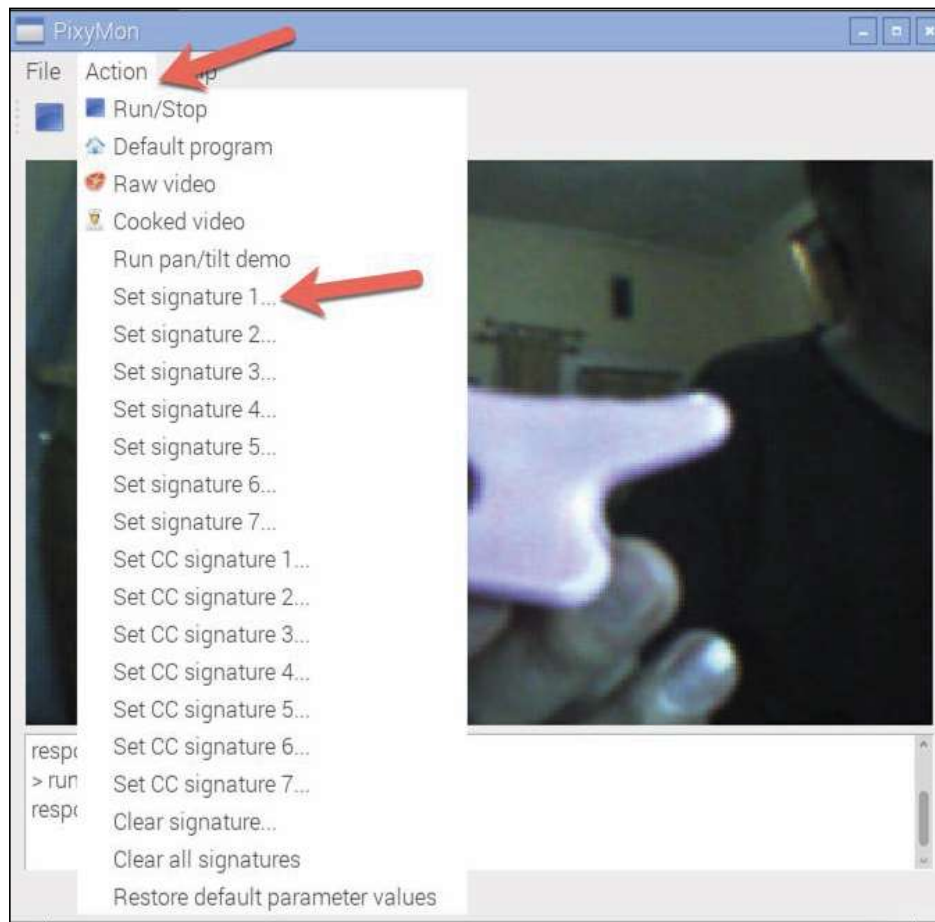 PixyMon
File Action
Run/Stop
Default program
Raw video
Cooked video
Run pan/tilt demo
Set signature 1...
Set signature 2...
Set signature 3...
Set signature 4...
Set signature 5...
Set signature 6...
Set signature 7...
Set CC signature 1...
Set CC signature 2...
Set CC signature 3...
Set CC signature 4...
Set CC signature 5...
Set CC signature 6...
Set CC signature 7...
Clear signature...
Clear all signatures
Restore default parameter values